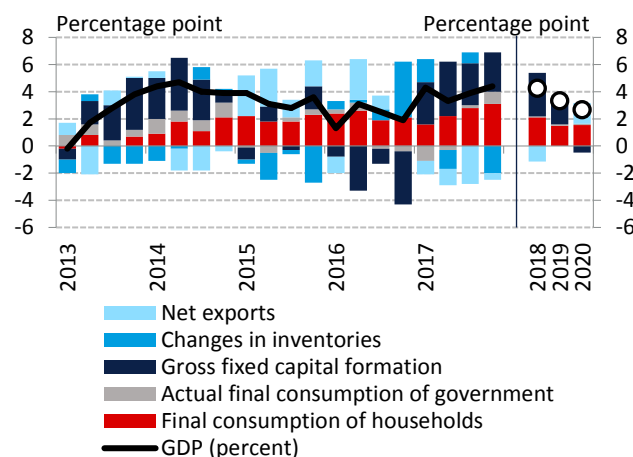 Percentage point Percentage point
8 8
6 6
4 4
2 2
0 0
-2 -2
-4 -4
-6 -6
2013 2014 2015 2016 2017 2018 2019 2020
Net exports
Changes in inventories
Gross fixed capital formation
Actual final consumption of government
Final consumption of households
GDP (percent)